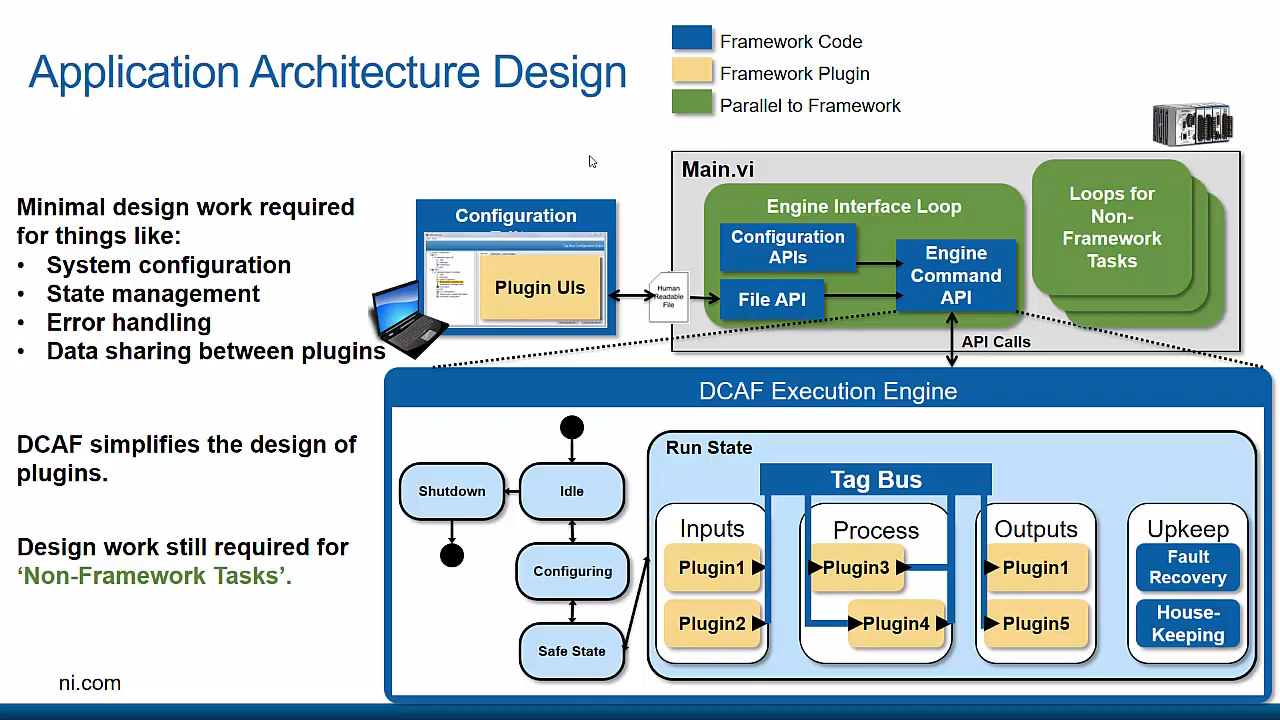 Application Architecture Design
Framework Code
Framework Plugin
Parallel to Framework
Minimal design work required
for things like:
• System configuration
• State management
• Error handling
• Data sharing between plugins
DCAF simplifies the design of
plugins.
Design work still required for
‘Non-Framework Tasks’.
ni.com
Configuration
Plugin UIs
Human
Readable
File
Main.vi
Engine Interface Loop
Configuration
APIs
File API
Engine
Command
API
Loops for
Non-
Framework
Tasks
API Calls
DCAF Execution Engine
Shutdown
Idle
Configuring
Safe State
Run State
Tag Bus
Inputs
Plugin1
Plugin2
Process
Plugin3
Plugin4
Outputs
Plugin1
Plugin5
Upkeep
Fault
Recovery
House-
Keeping